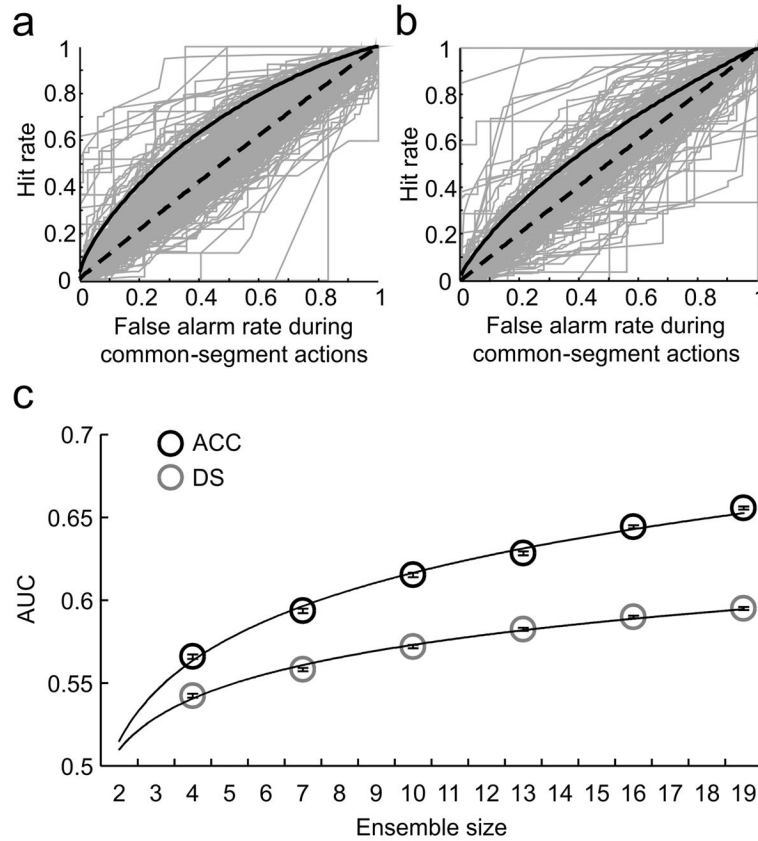 a
1
0.8
0.6
0.4
0.2
0
Hit rate
0 0.2 0.4 0.6 0.8 1
False alarm rate during
common-segment actions
b
1
0.8
0.6
0.4
0.2
0
Hit rate
0 0.2 0.4 0.6 0.8 1
False alarm rate during
common-segment actions
c
0.7
0.65
0.6
0.55
0.5
AUC
ACC
DS
2 3 4 5 6 7 8 9 10 11 12 13 14 15 16 17 18 19
Ensemble size